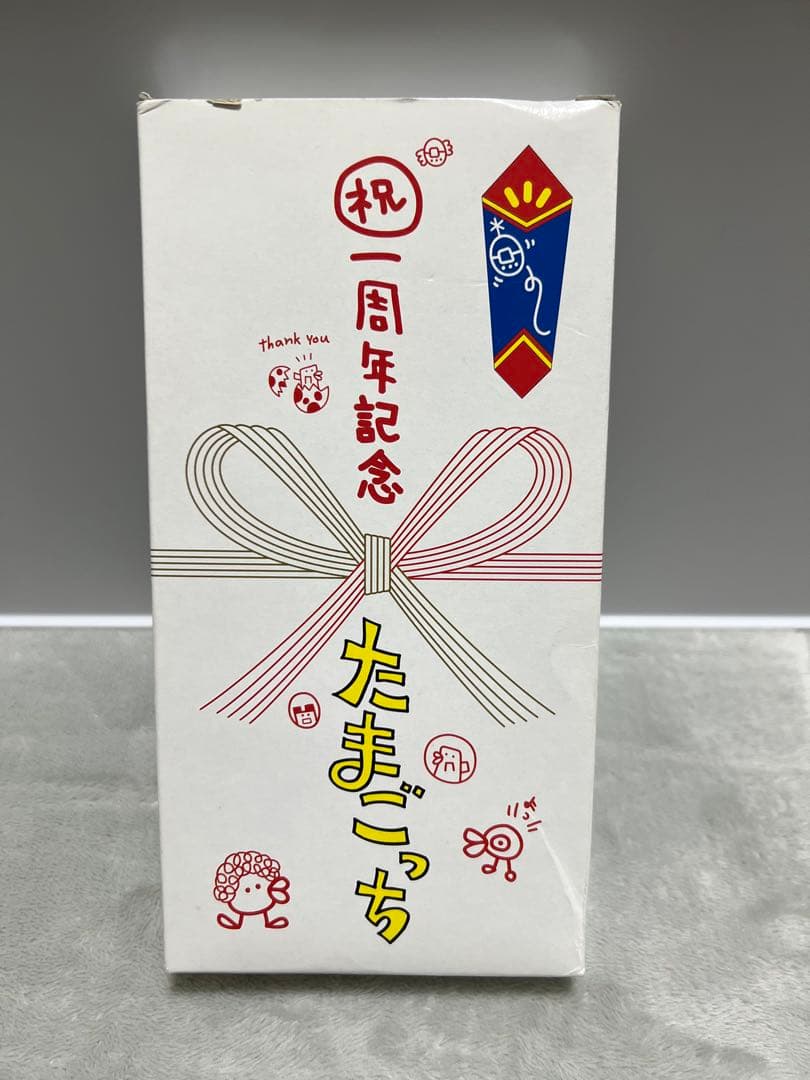 祝
一周年記念
thank you
たまごっち